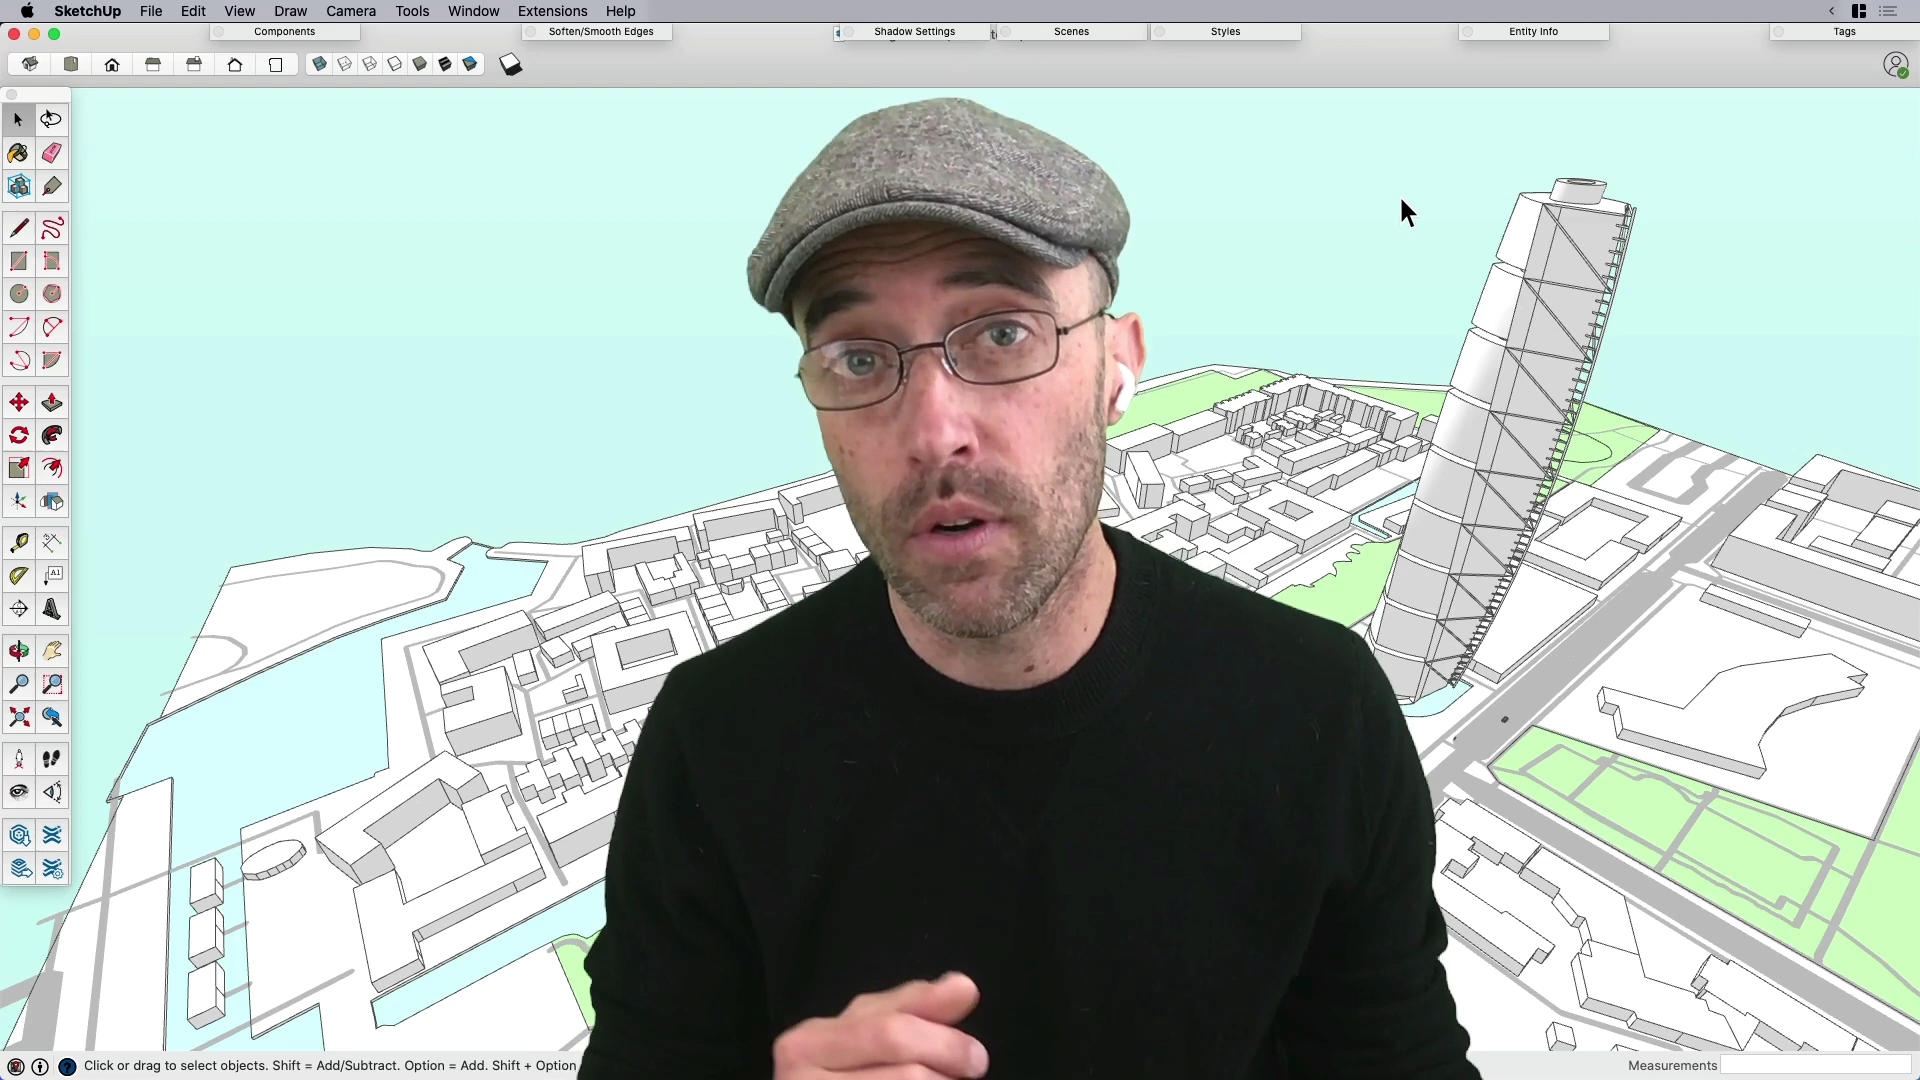 SketchUp File Edit View Draw Camera Tools Window Extensions Help
Components Soften/Smooth Edges Shadow Settings Scenes Styles Entity Info Tags
A1
Click or drag to select objects. Shift = Add/Subtract. Option = Add. Shift + Option
Measurements